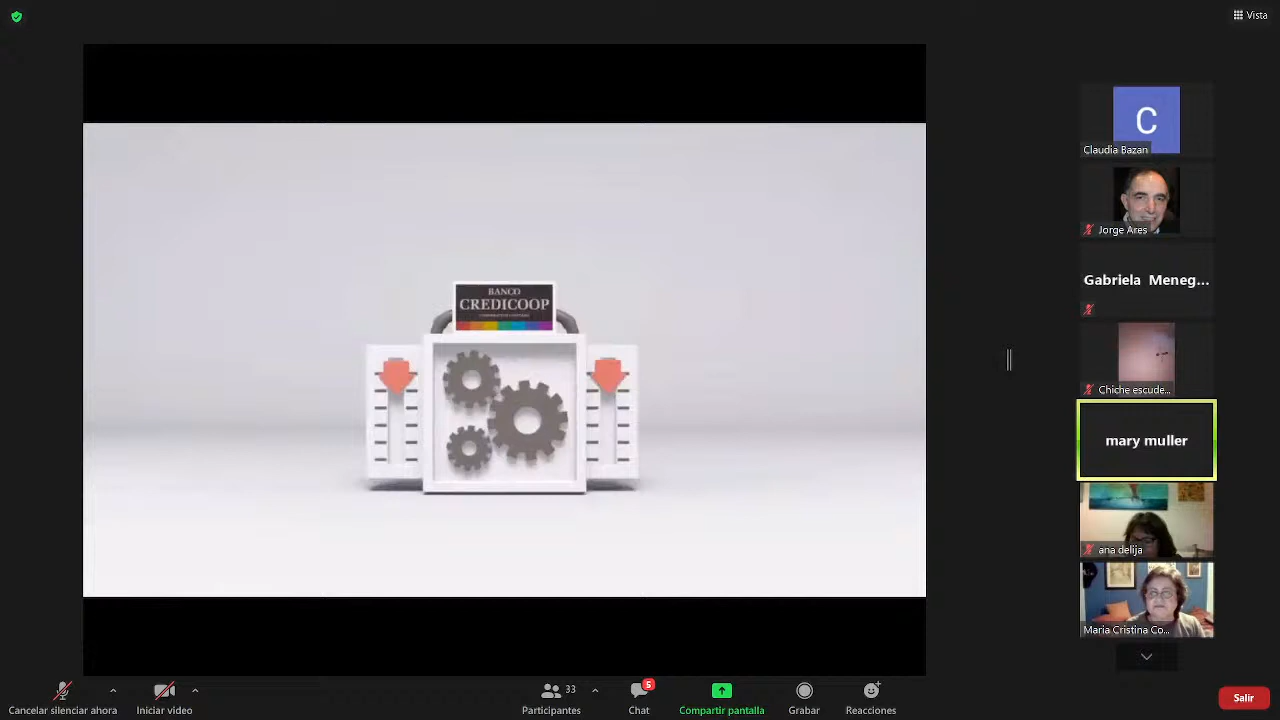 Vista
C
Claudia Bazan
Jorge Ares
BANCO
CREDICOOP
Gabriela Meneg...
Chiche escude...
mary muller
ana delija
Maria Cristina Co...
33
5
Cancelar silenciar ahora
Iniciar video
Participantes
Chat
Compartir pantalla
Grabar
Reacciones
Salir